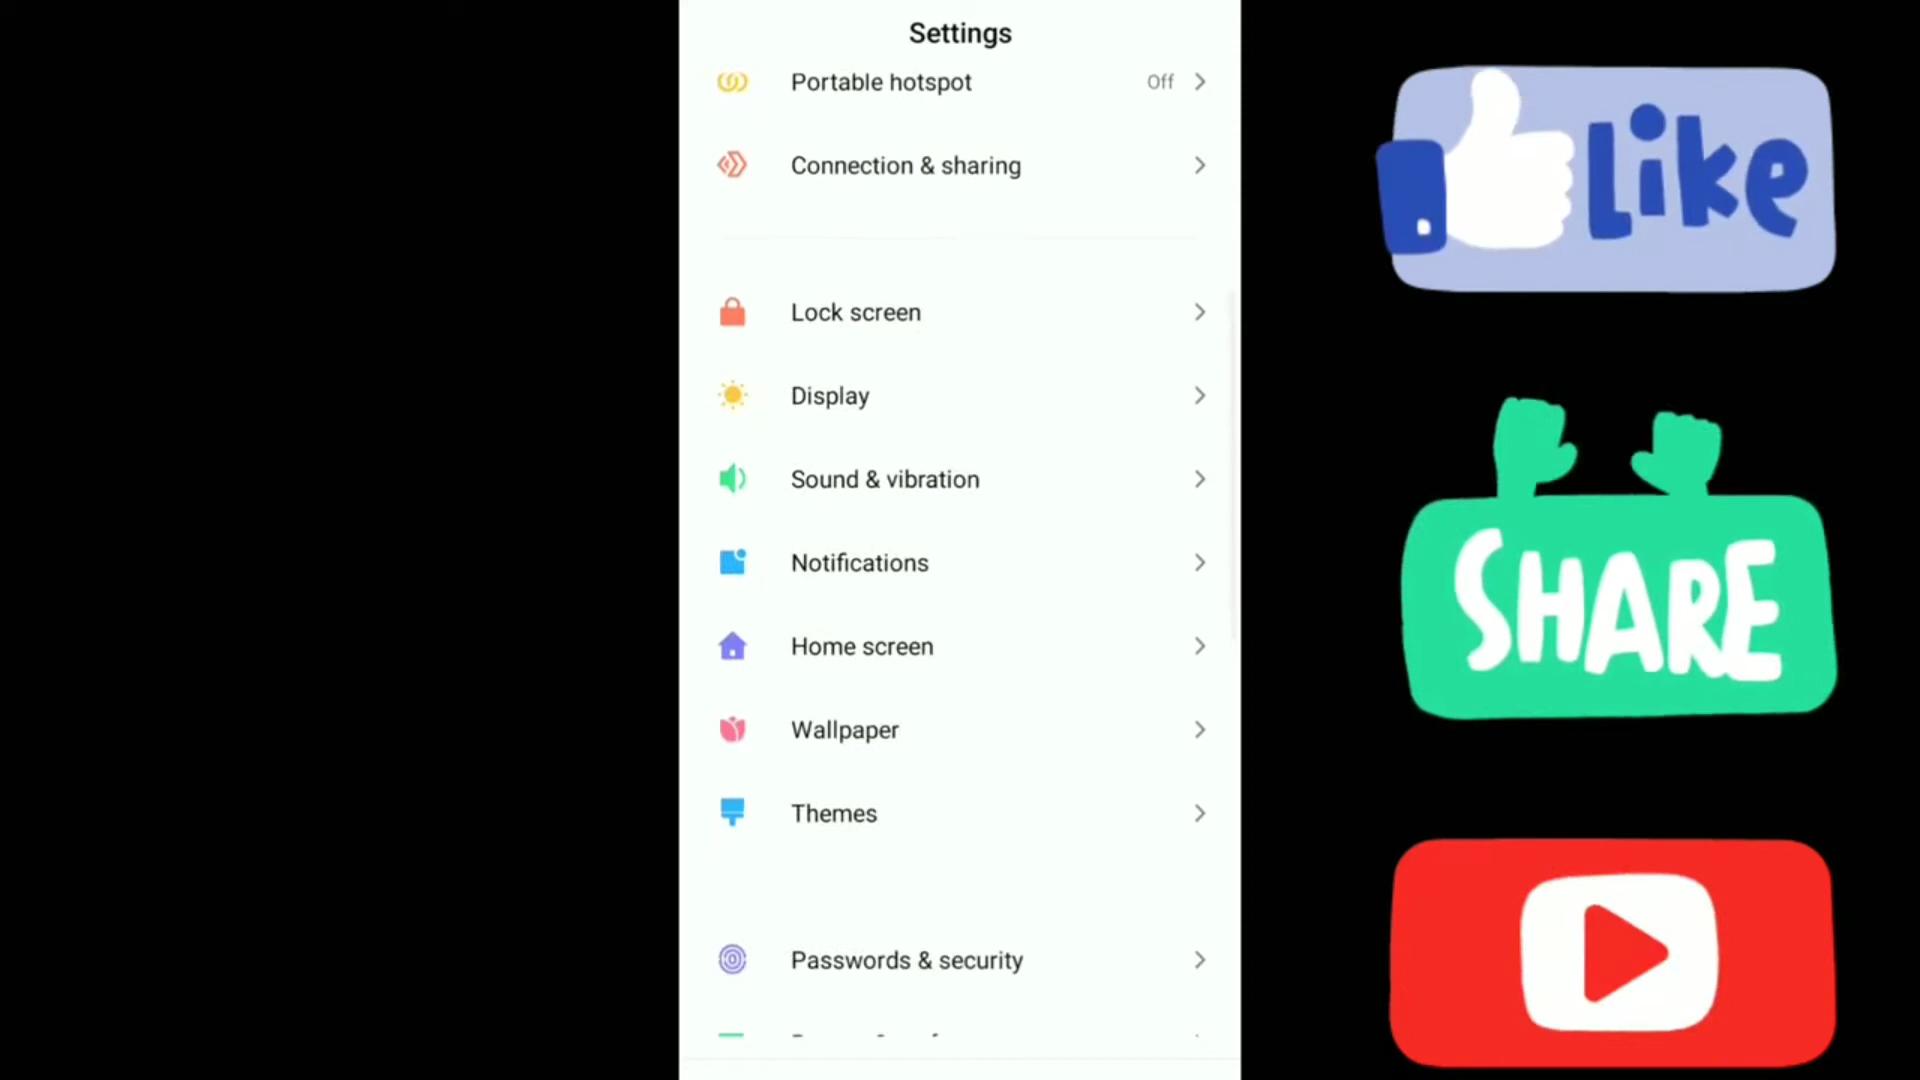 Settings
Portable hotspot Off
Connection & sharing
Lock screen
Display
Sound & vibration
Notifications
Home screen
Wallpaper
Themes
Passwords & security
Like
SHARE